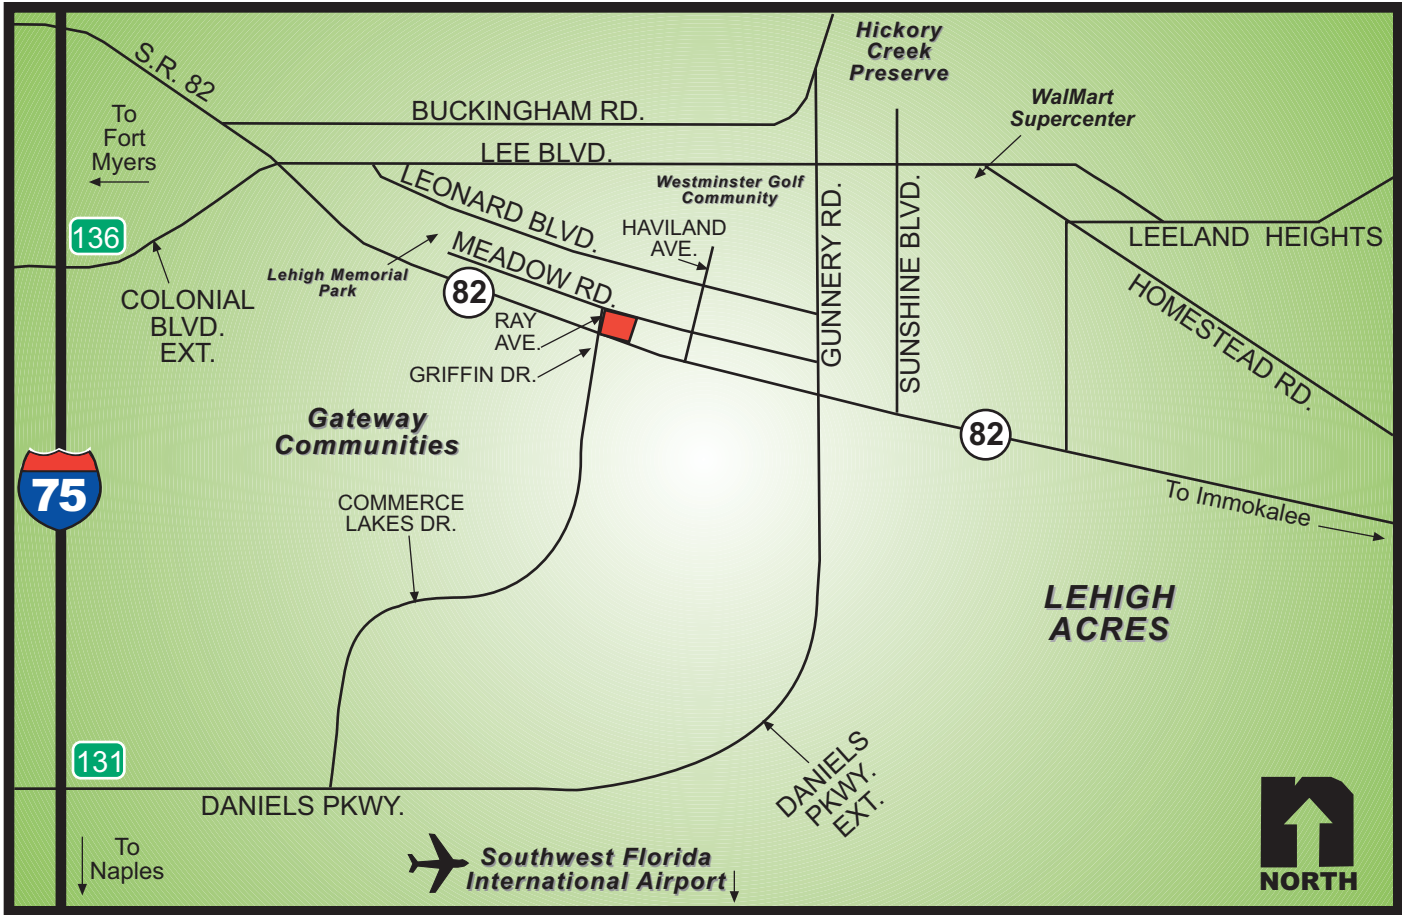 Hickory
Creek
Preserve
S.R. 82
WalMart
Supercenter
BUCKINGHAM RD.
To
Fort
Myers
LEE BLVD.
Westminster Golf
Community
LEONARD BLVD.
HAVILAND
AVE.
GUNNERY RD.
SUNSHINE BLVD.
136
LEELAND HEIGHTS
MEADOW RD.
Lehigh Memorial
Park
82
COLONIAL
BLVD.
EXT.
RAY
AVE.
HOMESTEAD RD.
GRIFFIN DR.
Gateway
Communities
82
75
COMMERCE
LAKES DR.
To Immokalee
LEHIGH
ACRES
131
DANIELS PKWY.
DANIELS
PKWY.
EXT.
To
Naples
Southwest Florida
International Airport
n
NORTH